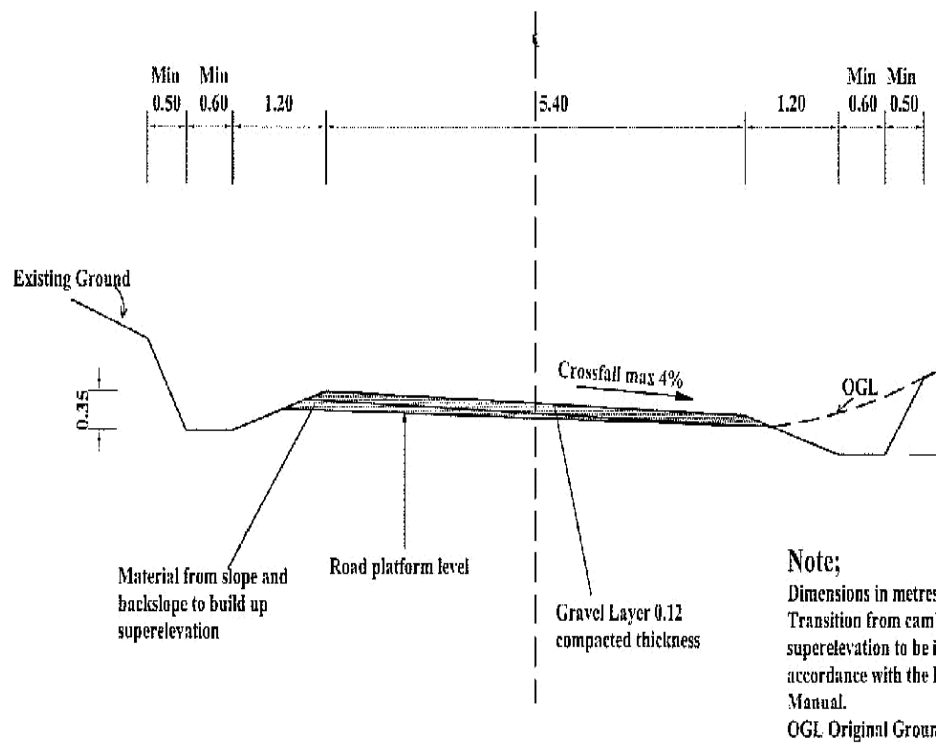 Min Min Min Min
0.50 0.60 1.20 5.40 1.20 0.60 0.50
Existing Ground
Crossfall max 4%
OGL
0.35
Material from slope and
backslope to build up
superelevation
Road platform level
Gravel Layer 0.12
compacted thickness
Note;
Dimensions in metres
Transition from
superelevation to be
accordance with the
Manual.
OGL Original